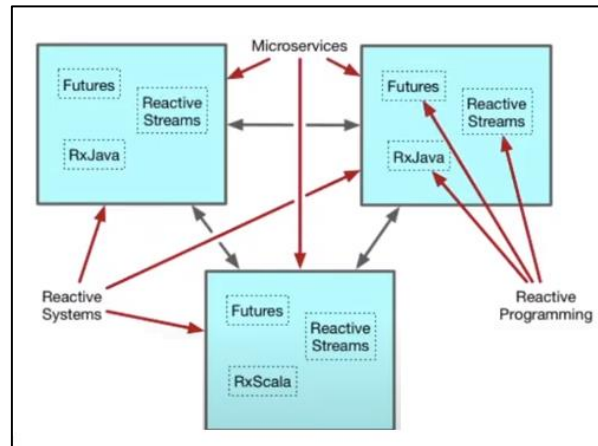 Microservices
Futures
Reactive
Streams
RxJava
Futures
Reactive
Streams
RxJava
Reactive
Systems
Futures
Reactive
Streams
RxScala
Reactive
Programming